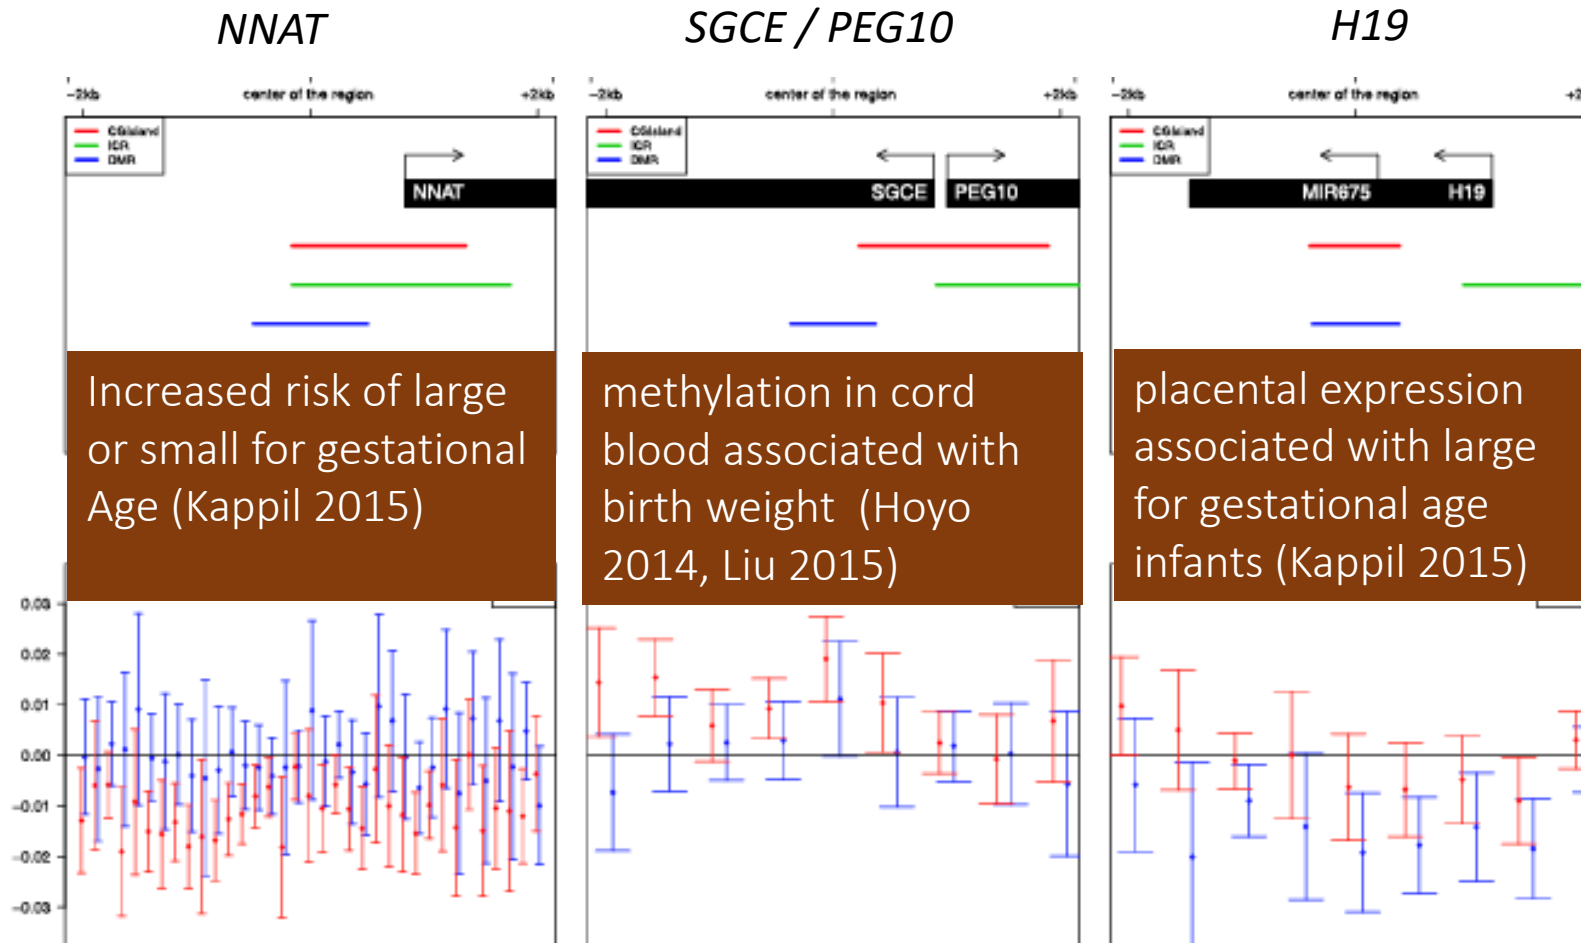 NNAT
SGCE / PEG10
H19
−2kb center of the region +2kb
−2kb center of the region +2kb
−2kb center of the region
CGIsland
ICR
DMR
CGIsland
ICR
DMR
CGIsland
ICR
DMR
NNAT
SGCE PEG10
MIR675 H19
Increased risk of large
or small for gestational
Age (Kappil 2015)
methylation in cord
blood associated with
birth weight (Hoyo
2014, Liu 2015)
placental expression
associated with large
for gestational age
infants (Kappil 2015)
0.03
0.02
0.01
0.00
−0.01
−0.02
−0.03